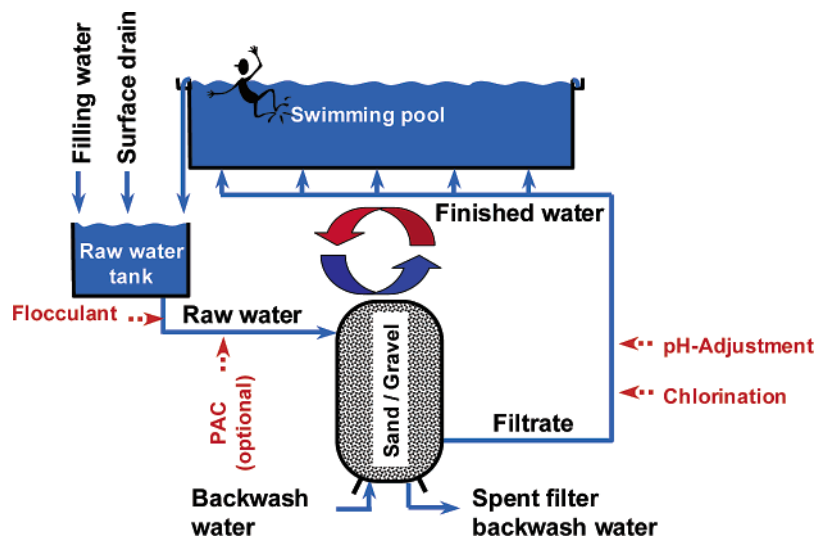 Filling water
Surface drain
Swimming pool
Finished water
Raw water
tank
Flocculant
Raw water
PAC
(optional)
Sand / Gravel
pH-Adjustment
Chlorination
Filtrate
Backwash
water
Spent filter
backwash water